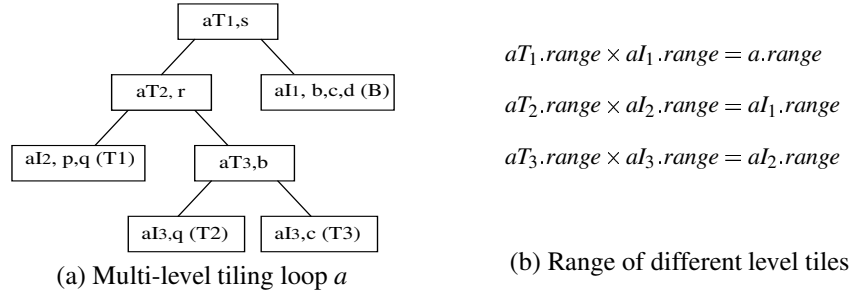 aT1,s
aT2, r
aI1, b,c,d (B)
aI2, p,q (T1)
aT3,b
aI3,q (T2)
aI3,c (T3)
(a) Multi-level tiling loop a
aT₁.range × aI₁.range = a.range
aT₂.range × aI₂.range = aI₁.range
aT₃.range × aI₃.range = aI₂.range
(b) Range of different level tiles